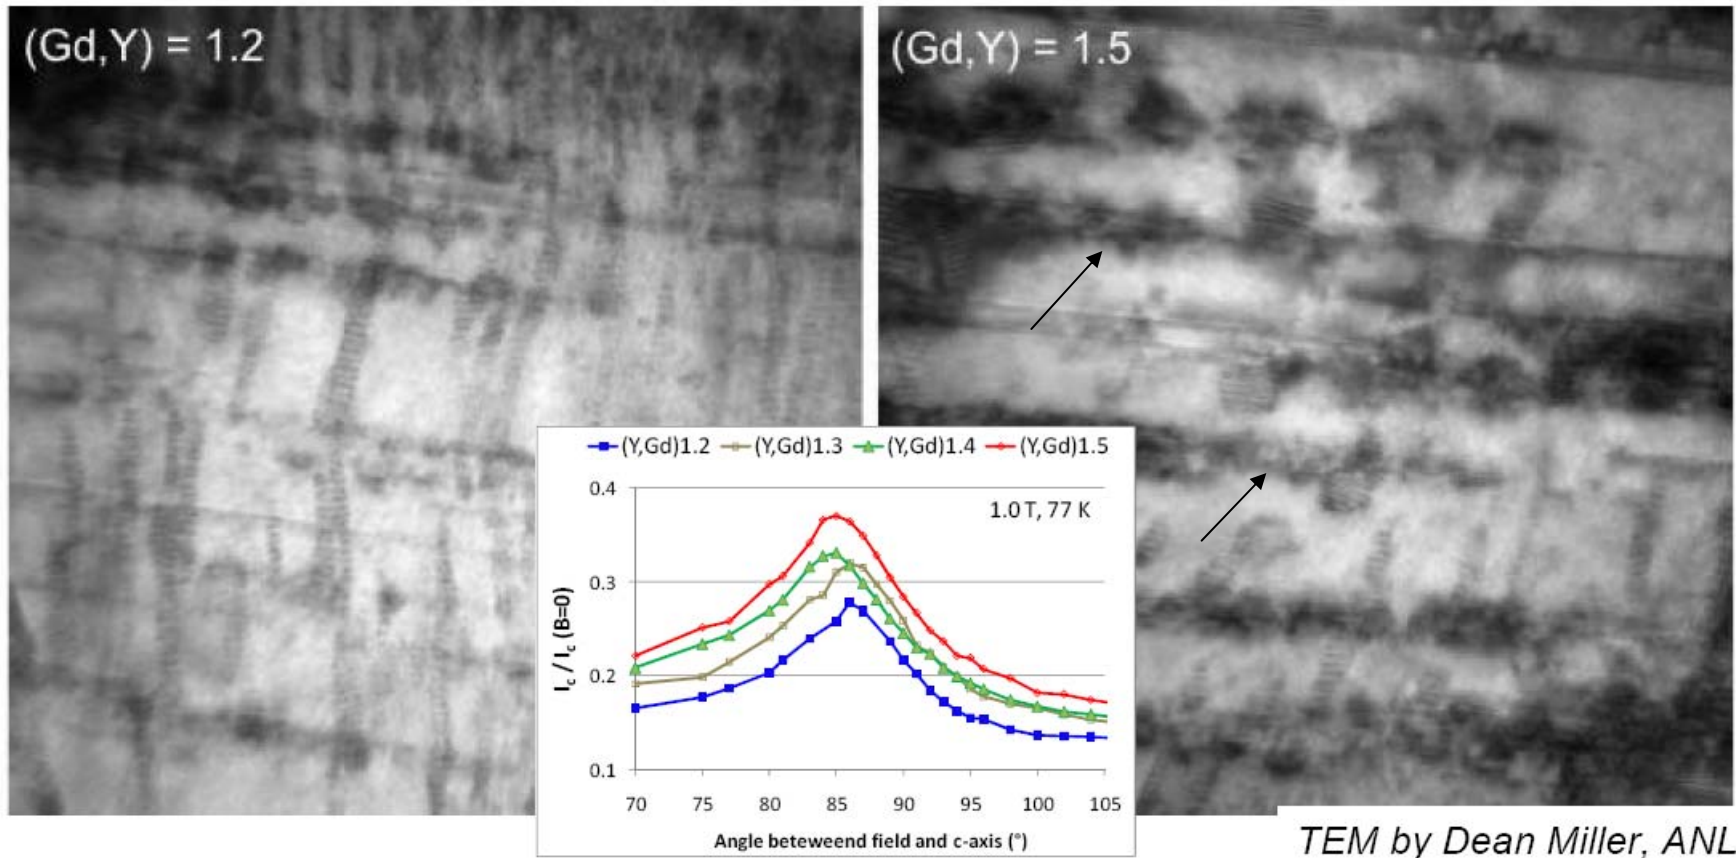 (Gd,Y) = 1.2
(Gd,Y) = 1.5
(Y,Gd)1.2 (Y,Gd)1.3 (Y,Gd)1.4 (Y,Gd)1.5
1.0 T, 77 K
I_c / I_c (B=0)
0.4
0.3
0.2
0.1
70 75 80 85 90 95 100 105
Angle beteweend field and c-axis (°)
TEM by Dean Miller, ANL